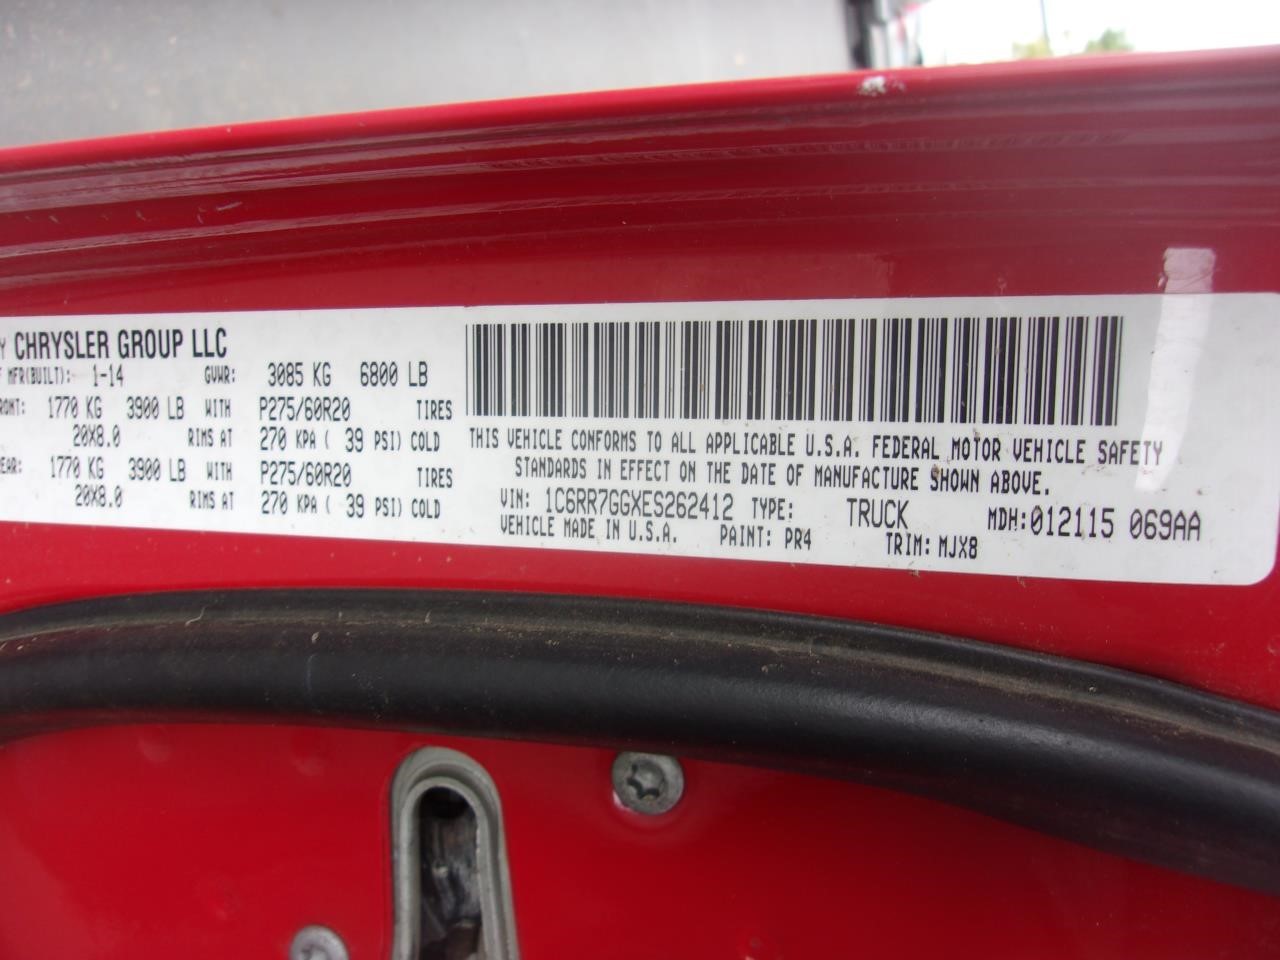 Y CHRYSLER GROUP LLC
F MFR(BUILT): 1-14 GVWR: 3085 KG 6800 LB
RONT: 1770 KG 3900 LB WITH P275/60R20 TIRES
20X8.0 RIMS AT 270 KPA ( 39 PSI) COLD
EAR: 1770 KG 3900 LB WITH P275/60R20 TIRES
20X8.0 RIMS AT 270 KPA ( 39 PSI) COLD
THIS VEHICLE CONFORMS TO ALL APPLICABLE U.S.A. FEDERAL MOTOR VEHICLE SAFETY
STANDARDS IN EFFECT ON THE DATE OF MANUFACTURE SHOWN ABOVE.
VIN: 1C6RR7GGXES262412 TYPE: TRUCK MDH:012115 069AA
VEHICLE MADE IN U.S.A. PAINT: PR4 TRIM: MJX8